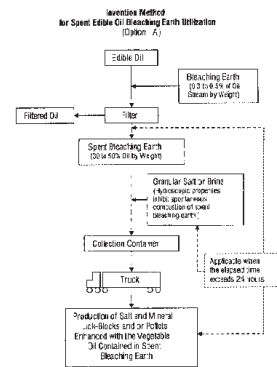 Invention Method
for Spent Edible Oil Bleaching Earth Utilization
(Option A)
Edible Oil
Bleaching Earth
(0.3 to 0.5% of Oil
Stream by Weight)
Filtered Oil
Filter
Spent Bleaching Earth
(30 to 50% Oil by Weight)
Granular Salt or Brine
(Hydroscopic properties
inhibit spontaneous
combustion of spent
bleaching earth)
Collection Container
Applicable when
the elapsed time
exceeds 24 hours
Truck
Production of Salt and Mineral
Lick-Blocks and or Pellets
Enhanced with the Vegetable
Oil Contained in Spent
Bleaching Earth